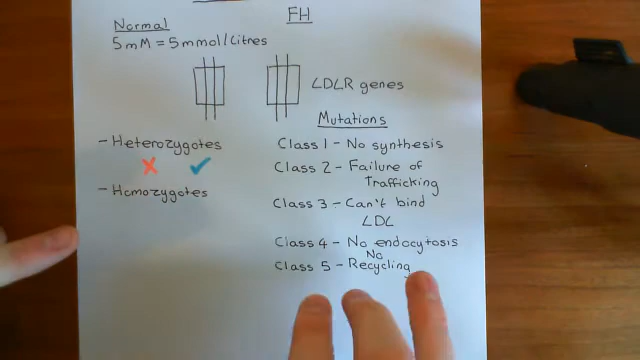 FH
Normal
5mM = 5mmol/Litres
LDLR genes
Mutations
- Heterozygotes
- Homozygotes
Class 1 - No synthesis
Class 2 - Failure of
Trafficking
Class 3 - Can't bind
LDL
Class 4 - No endocytosis
Class 5 - No Recycling